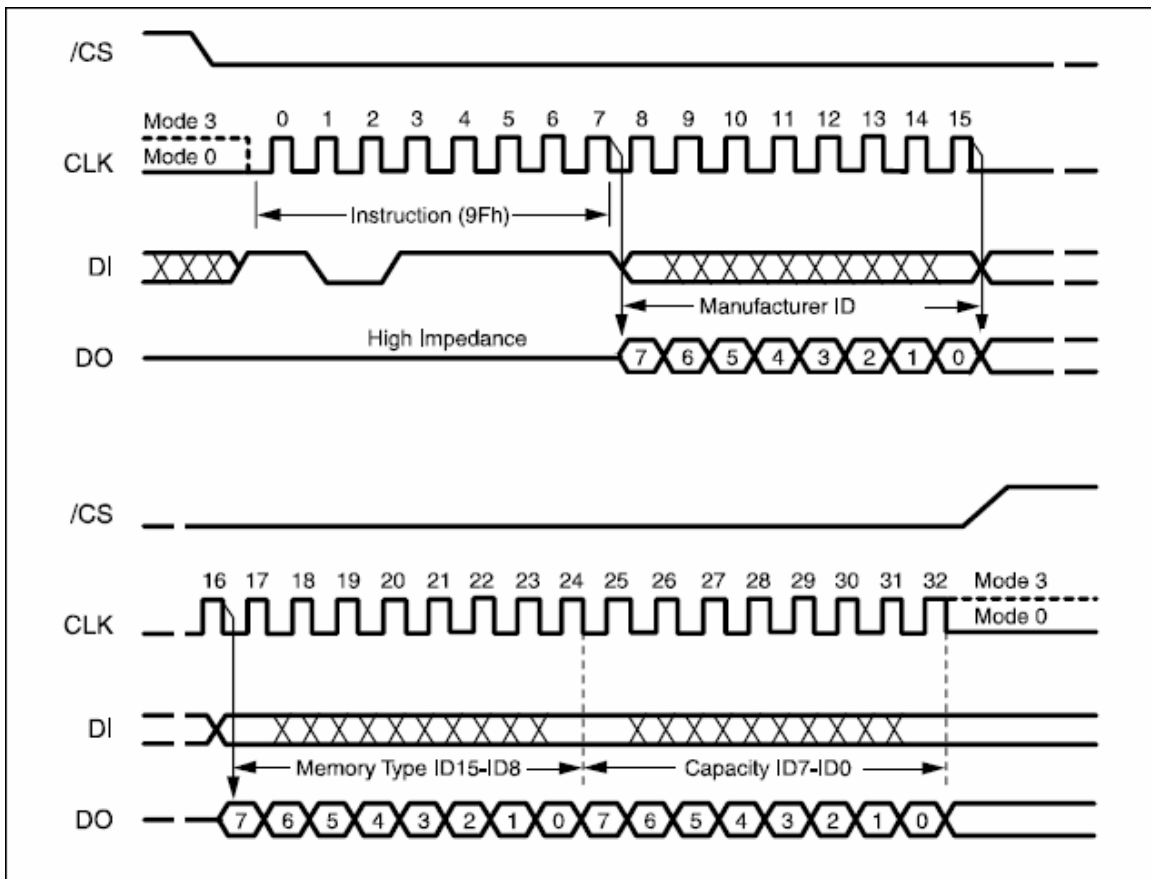 /CS
Mode 3
0 1 2 3 4 5 6 7 8 9 10 11 12 13 14 15
CLK
Mode 0
Instruction (9Fh)
DI
Manufacturer ID
High Impedance
DO
7 6 5 4 3 2 1 0
/CS
16 17 18 19 20 21 22 23 24 25 26 27 28 29 30 31 32
Mode 3
CLK
Mode 0
DI
Memory Type ID15-ID8
Capacity ID7-ID0
DO
7 6 5 4 3 2 1 0 7 6 5 4 3 2 1 0